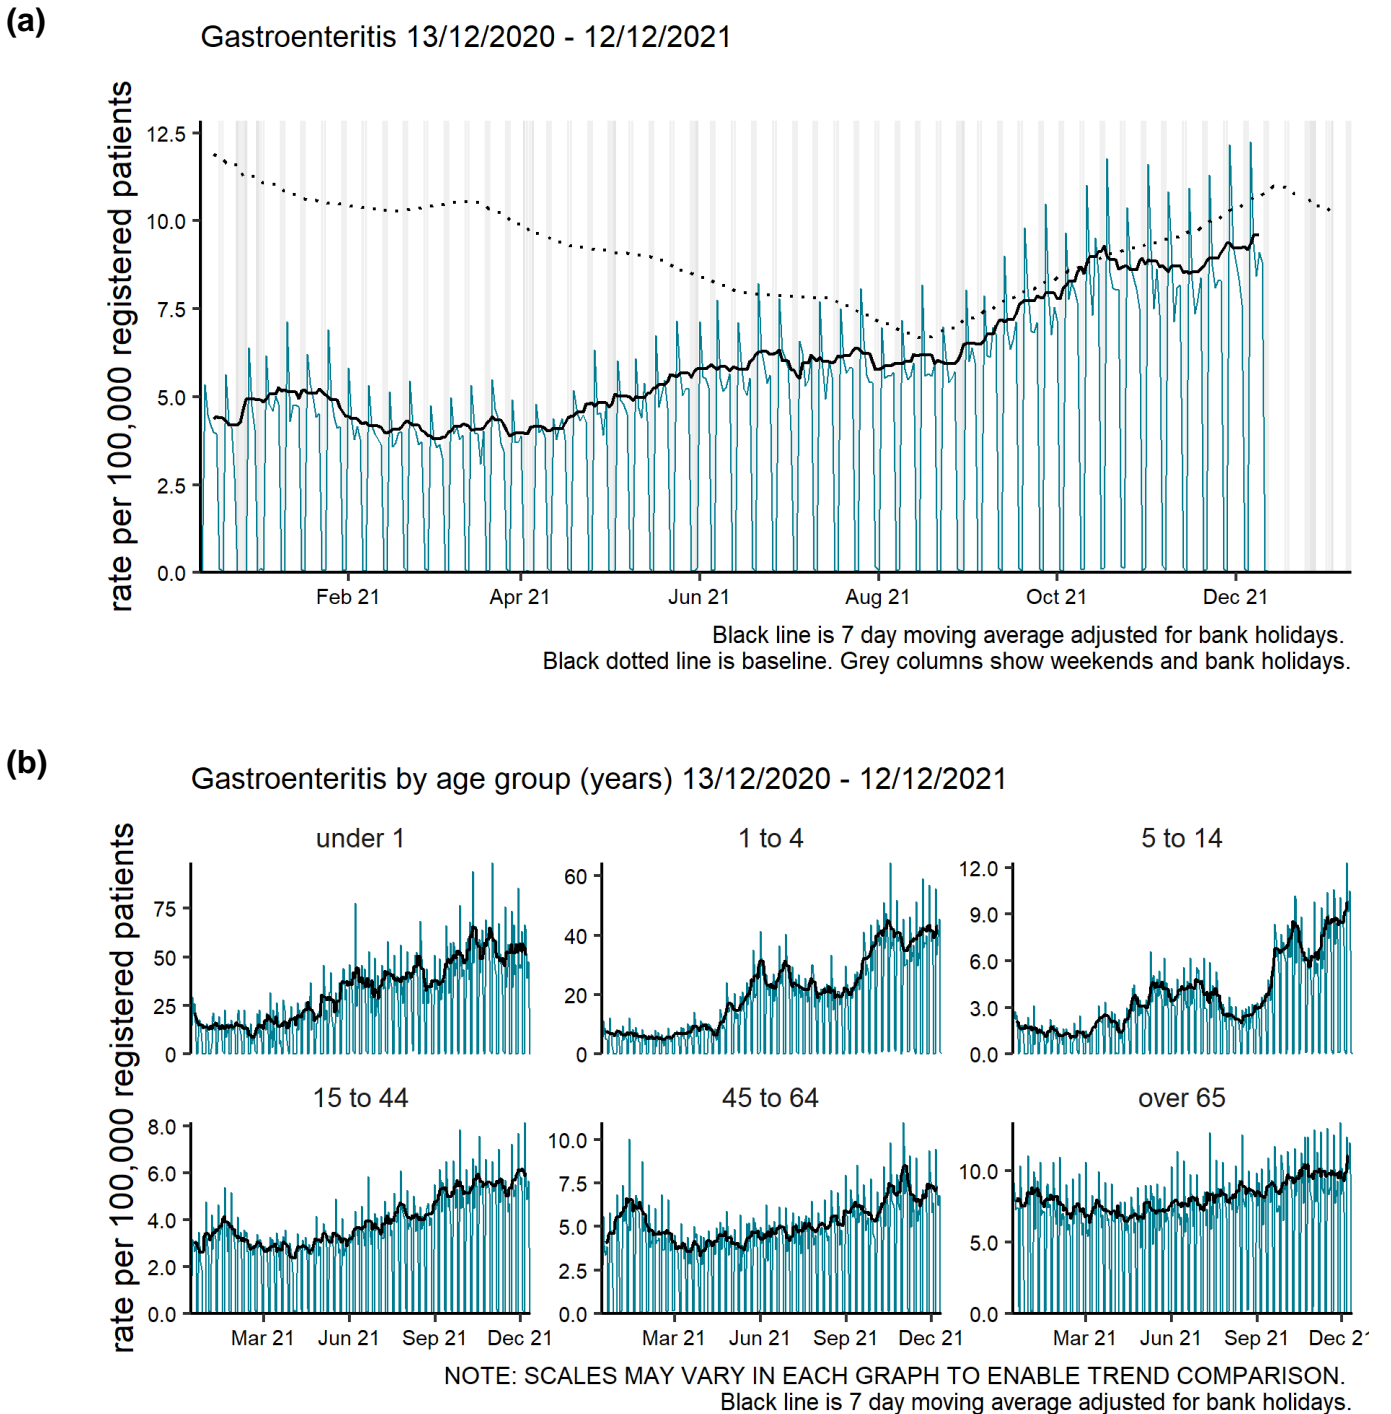 (a)
Gastroenteritis 13/12/2020 - 12/12/2021
rate per 100,000 registered patients
12.5
10.0
7.5
5.0
2.5
0.0
Feb 21 Apr 21 Jun 21 Aug 21 Oct 21 Dec 21
Black line is 7 day moving average adjusted for bank holidays.
Black dotted line is baseline. Grey columns show weekends and bank holidays.
(b)
Gastroenteritis by age group (years) 13/12/2020 - 12/12/2021
rate per 100,000 registered patients
under 1
75
50
25
0
1 to 4
60
40
20
0
5 to 14
12.0
9.0
6.0
3.0
0.0
15 to 44
8.0
6.0
4.0
2.0
0.0
Mar 21 Jun 21 Sep 21 Dec 21
45 to 64
10.0
7.5
5.0
2.5
0.0
Mar 21 Jun 21 Sep 21 Dec 21
over 65
10.0
5.0
0.0
Mar 21 Jun 21 Sep 21 Dec 2
NOTE: SCALES MAY VARY IN EACH GRAPH TO ENABLE TREND COMPARISON.
Black line is 7 day moving average adjusted for bank holidays.